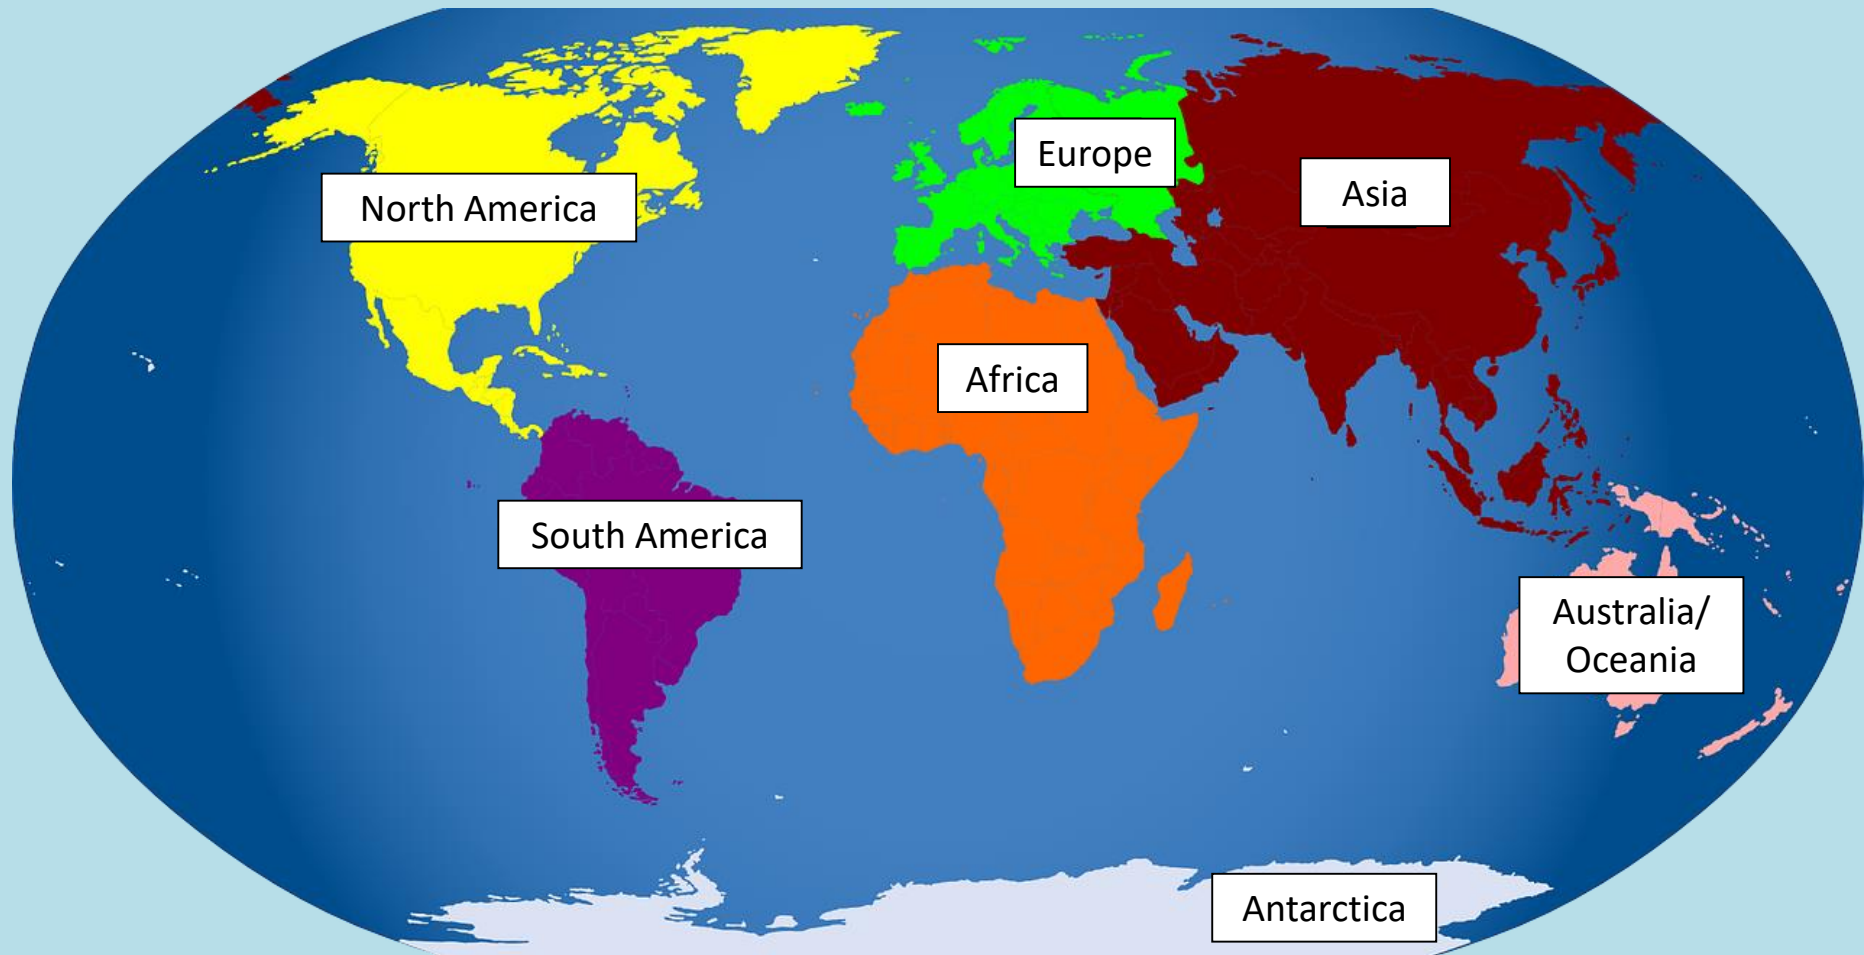 Europe
Asia
North America
Africa
South America
Australia/
Oceania
Antarctica